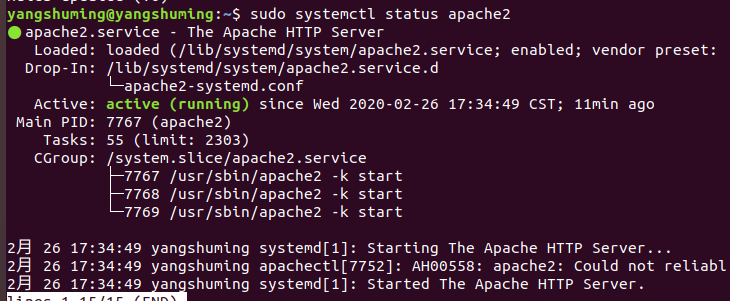 yangshuming@yangshuming:~$ sudo systemctl status apache2
● apache2.service - The Apache HTTP Server
   Loaded: loaded (/lib/systemd/system/apache2.service; enabled; vendor preset:
  Drop-In: /lib/systemd/system/apache2.service.d
           └─apache2-systemd.conf
   Active: active (running) since Wed 2020-02-26 17:34:49 CST; 11min ago
 Main PID: 7767 (apache2)
    Tasks: 55 (limit: 2303)
   CGroup: /system.slice/apache2.service
           ├─7767 /usr/sbin/apache2 -k start
           ├─7768 /usr/sbin/apache2 -k start
           └─7769 /usr/sbin/apache2 -k start
2月 26 17:34:49 yangshuming systemd[1]: Starting The Apache HTTP Server...
2月 26 17:34:49 yangshuming apachectl[7752]: AH00558: apache2: Could not reliabl
2月 26 17:34:49 yangshuming systemd[1]: Started The Apache HTTP Server.
lines 1-15/15 (END)